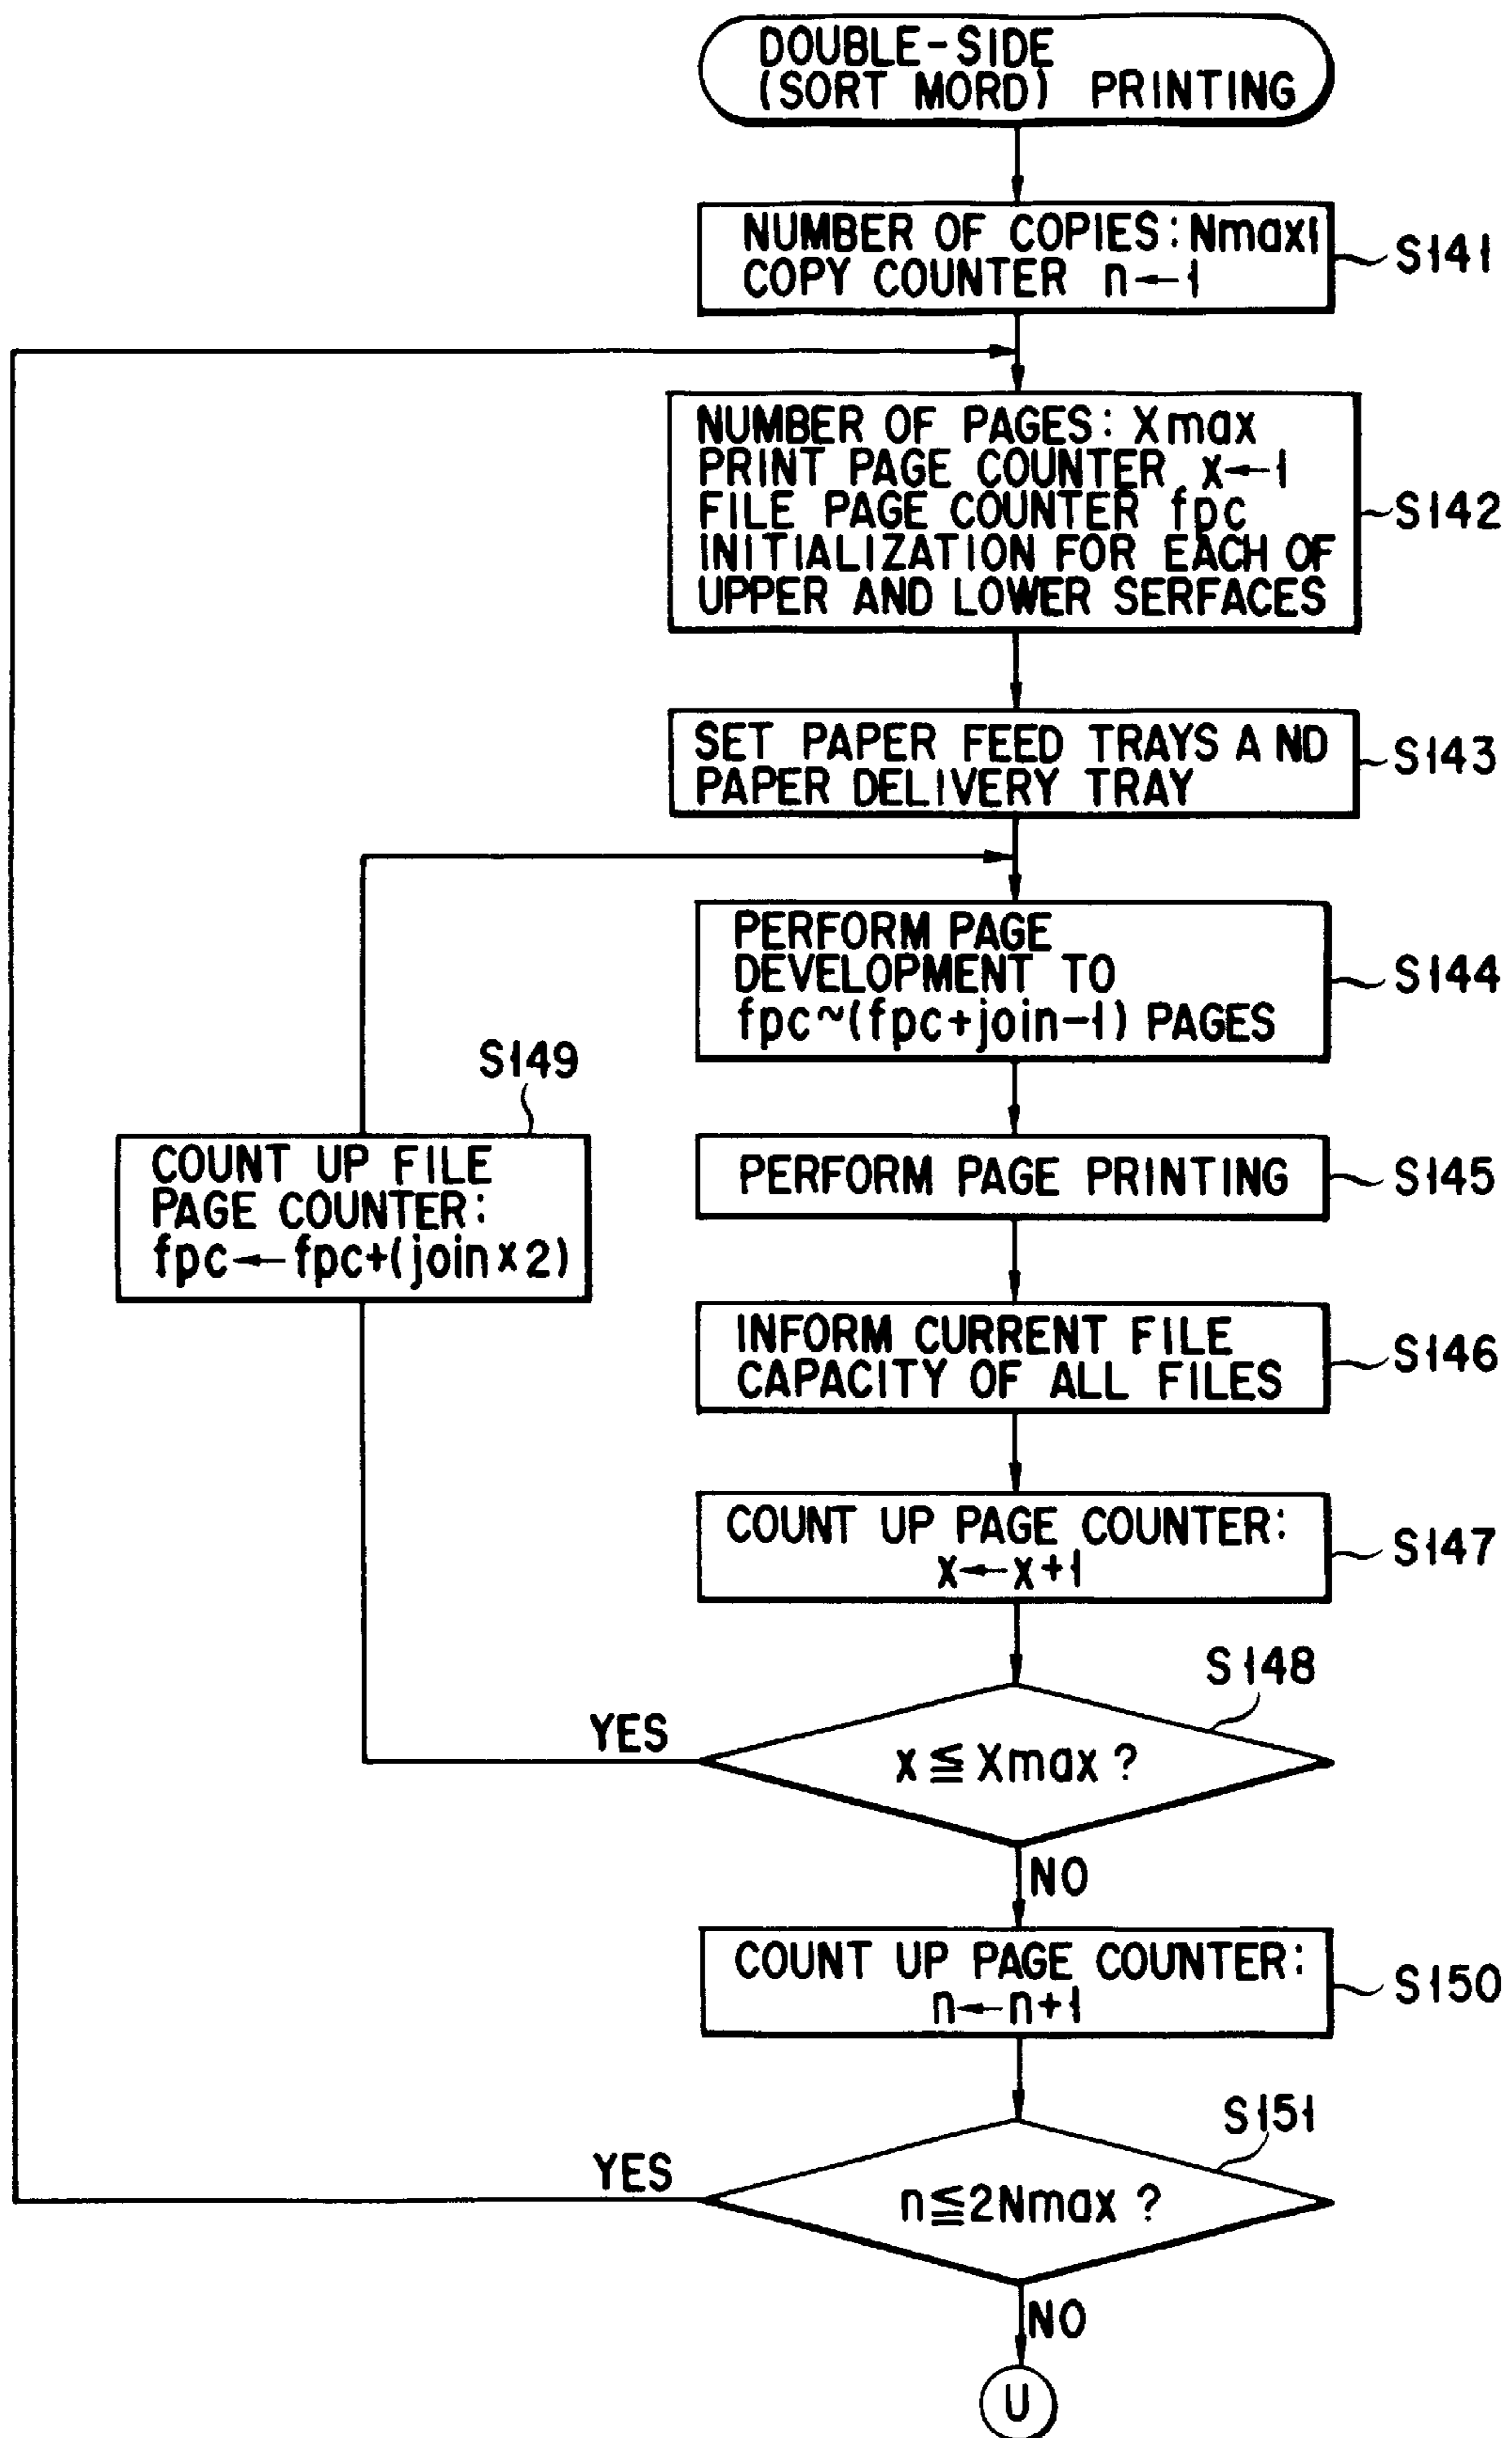 DOUBLE-SIDE
(SORT MORD) PRINTING
NUMBER OF COPIES: Nmax1
COPY COUNTER n←1
S141
NUMBER OF PAGES: Xmax
PRINT PAGE COUNTER x←1
FILE PAGE COUNTER fpc
INITIALIZATION FOR EACH OF
UPPER AND LOWER SERFACES
S142
SET PAPER FEED TRAYS A ND
PAPER DELIVERY TRAY
S143
PERFORM PAGE
DEVELOPMENT TO
fpc~(fpc+join-1) PAGES
S144
S149
COUNT UP FILE
PAGE COUNTER:
fpc←fpc+(join×2)
PERFORM PAGE PRINTING
S145
INFORM CURRENT FILE
CAPACITY OF ALL FILES
S146
COUNT UP PAGE COUNTER:
x←x+1
S147
S148
YES
x≦Xmax?
NO
COUNT UP PAGE COUNTER:
n←n+1
S150
S151
YES
n≦2Nmax?
NO
U